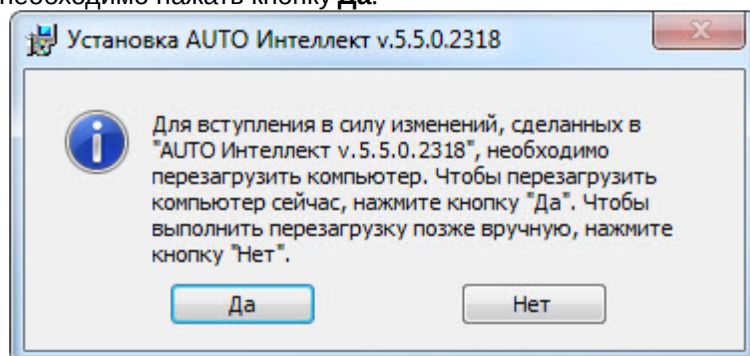 необходимо нажать кнопку Да.
Установка AUTO Интеллект v.5.5.0.2318
Для вступления в силу изменений, сделанных в
"AUTO Интеллект v.5.5.0.2318", необходимо
перезагрузить компьютер. Чтобы перезагрузить
компьютер сейчас, нажмите кнопку "Да". Чтобы
выполнить перезагрузку позже вручную, нажмите
кнопку "Нет".
Да Нет